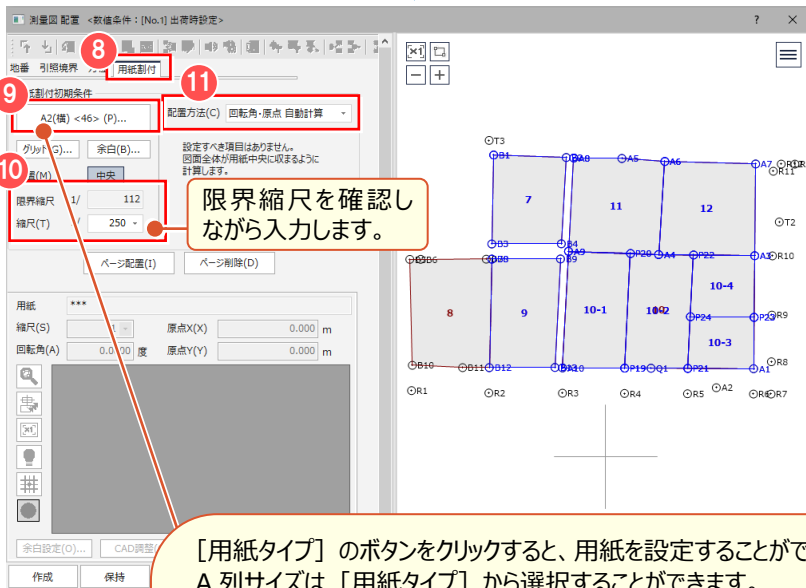 測量図 配置 <数値条件：[No.1] 出荷時設定>
? ×
8
地番 引照境界 用紙割付
9
11
用紙割付初期条件
A2(横) <46> (P)...
配置方法(C) 回転角・原点 自動計算
グリッド(G)... 余白(B)...
設定すべき項目はありません。
図面全体が用紙中央に収まるように
計算します。
10
(M) 中央
限界縮尺 1/ 112
縮尺(T) 250
限界縮尺を確認し
ながら入力します。
ページ配置(I) ページ削除(D)
用紙 ***
縮尺(S) 原点X(X) 0.000 m
回転角(A) 度 原点Y(Y) 0.000 m
余白設定(O)... CAD調整
作成 保持
T3
B1 A8 A5 A6 A7 R11
7 11 12
T2
B3 B4 A9 P20 A4 P22 A3 R10
B6 B9
8 9 10-1 10-4
P24 P23 R9
10-3
B10 B11 B12 P19 Q1 P21 A1 R8
R1 R2 R3 R4 R5 A2 R6 R7
［用紙タイプ］のボタンをクリックすると、用紙を設定することがで
A 列サイズは［用紙タイプ］から選択することができます。